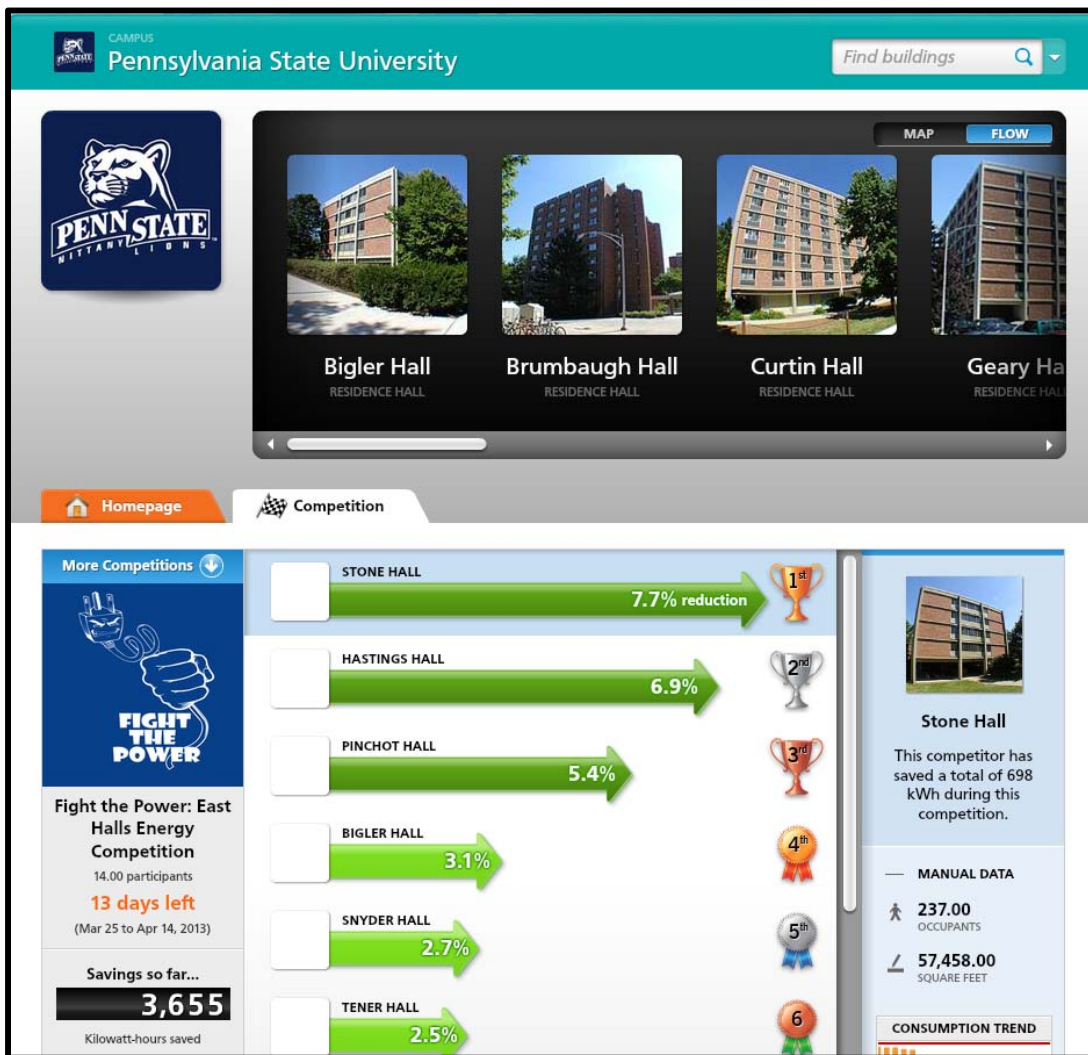 CAMPUS
Pennsylvania State University
Find buildings
PENN STATE
NITTANY LIONS
MAP FLOW
Bigler Hall
RESIDENCE HALL
Brumbaugh Hall
RESIDENCE HALL
Curtin Hall
RESIDENCE HALL
Geary Ha
RESIDENCE HAL
Homepage
Competition
More Competitions
FIGHT
THE
POWER
Fight the Power: East
Halls Energy
Competition
14.00 participants
13 days left
(Mar 25 to Apr 14, 2013)
Savings so far...
3,655
Kilowatt-hours saved
STONE HALL
7.7% reduction
1st
HASTINGS HALL
6.9%
2nd
PINCHOT HALL
5.4%
3rd
BIGLER HALL
3.1%
4th
SNYDER HALL
2.7%
5th
TENER HALL
2.5%
6
Stone Hall
This competitor has
saved a total of 698
kWh during this
competition.
MANUAL DATA
237.00
OCCUPANTS
57,458.00
SQUARE FEET
CONSUMPTION TREND